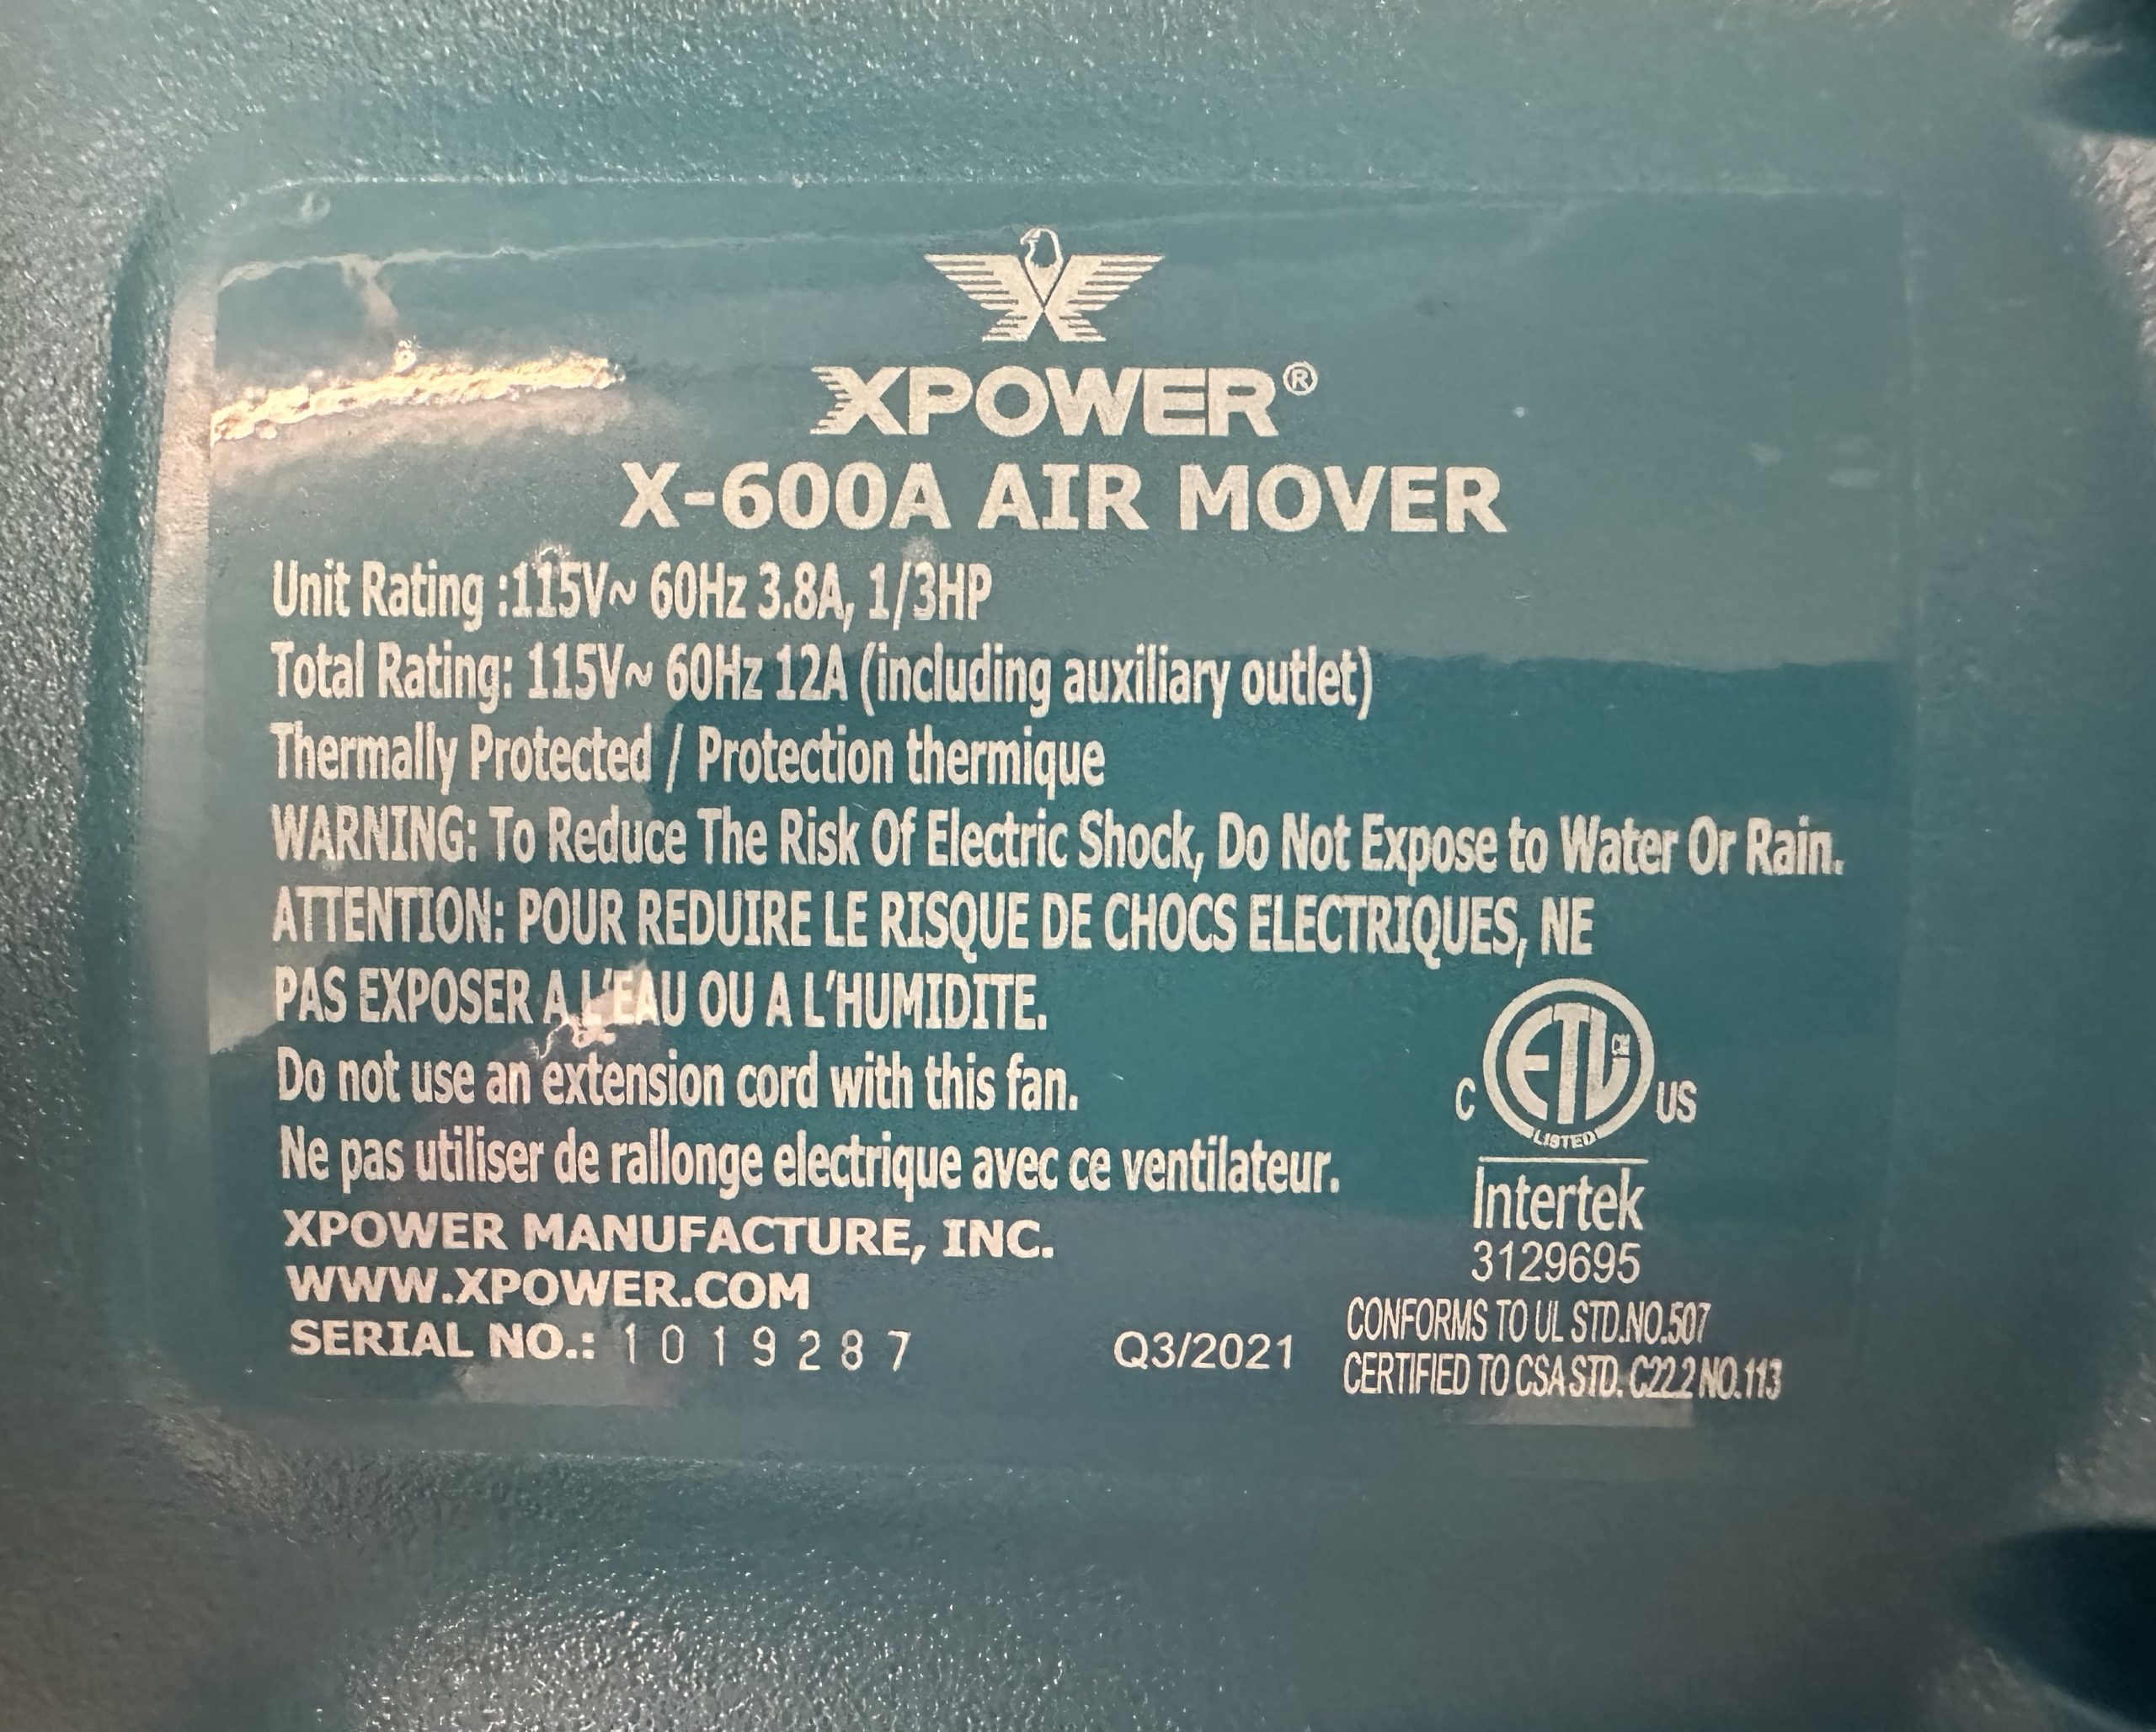 XPOWER®
X-600A AIR MOVER
Unit Rating :115V~ 60Hz 3.8A, 1/3HP
Total Rating: 115V~ 60Hz 12A (including auxiliary outlet)
Thermally Protected / Protection thermique
WARNING: To Reduce The Risk Of Electric Shock, Do Not Expose to Water Or Rain.
ATTENTION: POUR REDUIRE LE RISQUE DE CHOCS ELECTRIQUES, NE
PAS EXPOSER A L'EAU OU A L'HUMIDITE.
Do not use an extension cord with this fan.
Ne pas utiliser de rallonge electrique avec ce ventilateur.
XPOWER MANUFACTURE, INC.
WWW.XPOWER.COM
SERIAL NO.: 1019287
Q3/2021
C ETL US
LISTED
Intertek
3129695
CONFORMS TO UL STD.NO.507
CERTIFIED TO CSA STD. C22.2 NO.113